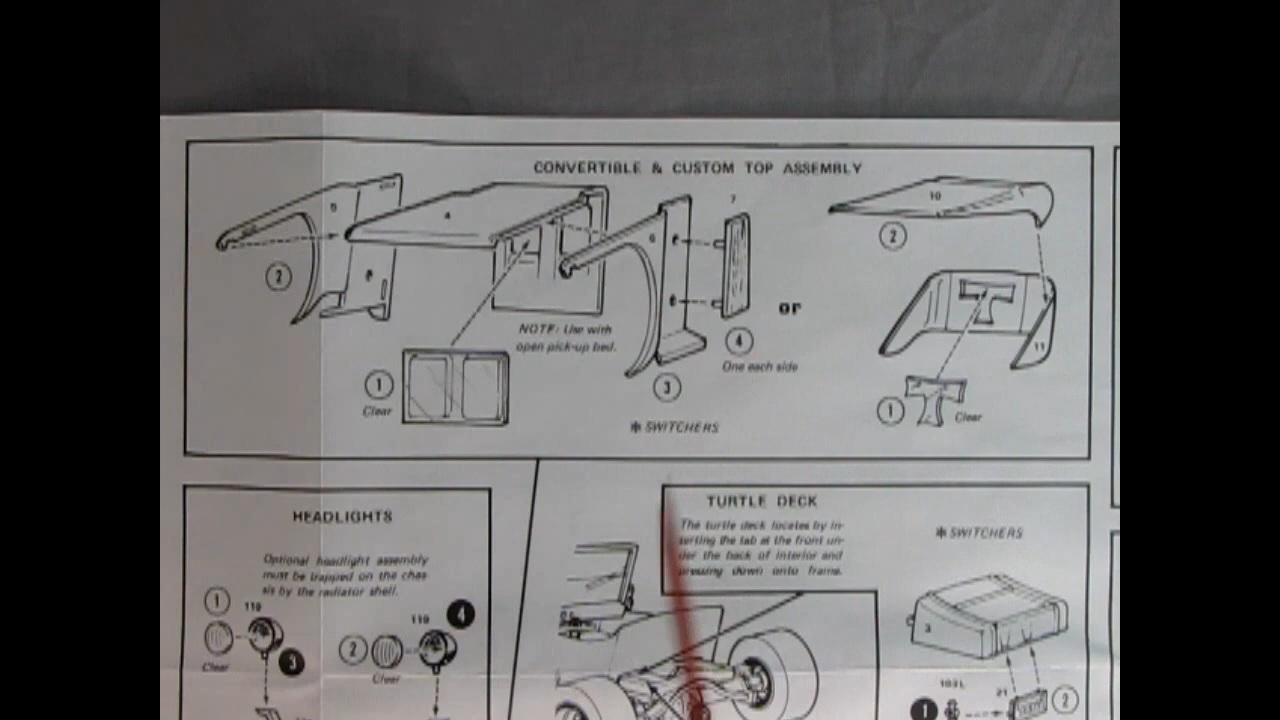 CONVERTIBLE & CUSTOM TOP ASSEMBLY
5
4
6
7
10
2
2
NOTE: Use with
open pick-up bed.
or
4
One each side
11
1
Clear
3
1
Clear
* SWITCHERS
HEADLIGHTS
Optional headlight assembly
must be trapped on the chas
sis by the radiator shell.
1
119
4
119
2
3
Clear
Clear
TURTLE DECK
The turtle deck locates by in-
serting the tab at the front un-
der the back of interior and
pressing down onto frame.
* SWITCHERS
3
103L
21
2
1